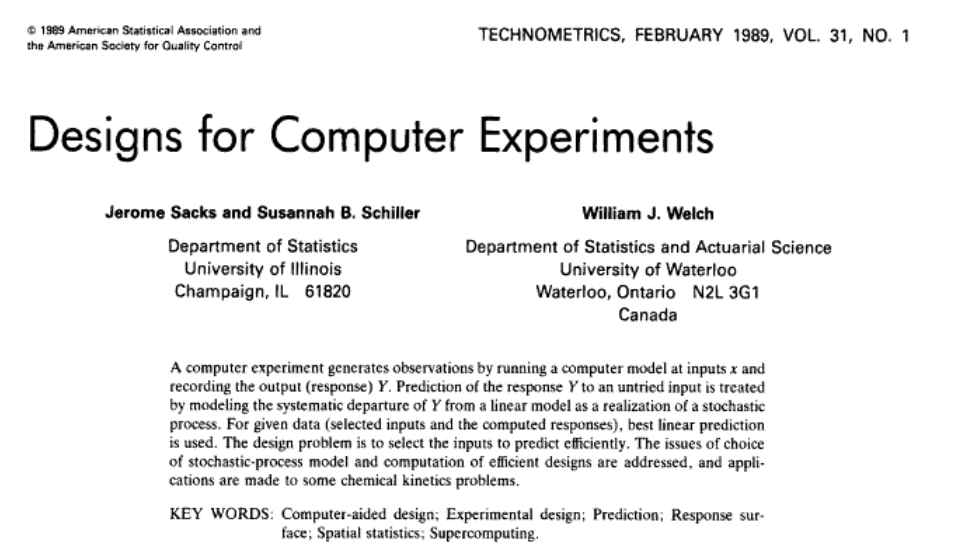 © 1989 American Statistical Association and
the American Society for Quality Control
TECHNOMETRICS, FEBRUARY 1989, VOL. 31, NO. 1
Designs for Computer Experiments
Jerome Sacks and Susannah B. Schiller
Department of Statistics
University of Illinois
Champaign, IL 61820
William J. Welch
Department of Statistics and Actuarial Science
University of Waterloo
Waterloo, Ontario N2L 3G1
Canada
A computer experiment generates observations by running a computer model at inputs x and
recording the output (response) Y. Prediction of the response Y to an untried input is treated
by modeling the systematic departure of Y from a linear model as a realization of a stochastic
process. For given data (selected inputs and the computed responses), best linear prediction
is used. The design problem is to select the inputs to predict efficiently. The issues of choice
of stochastic-process model and computation of efficient designs are addressed, and appli-
cations are made to some chemical kinetics problems.
KEY WORDS: Computer-aided design; Experimental design; Prediction; Response sur-
face; Spatial statistics; Supercomputing.